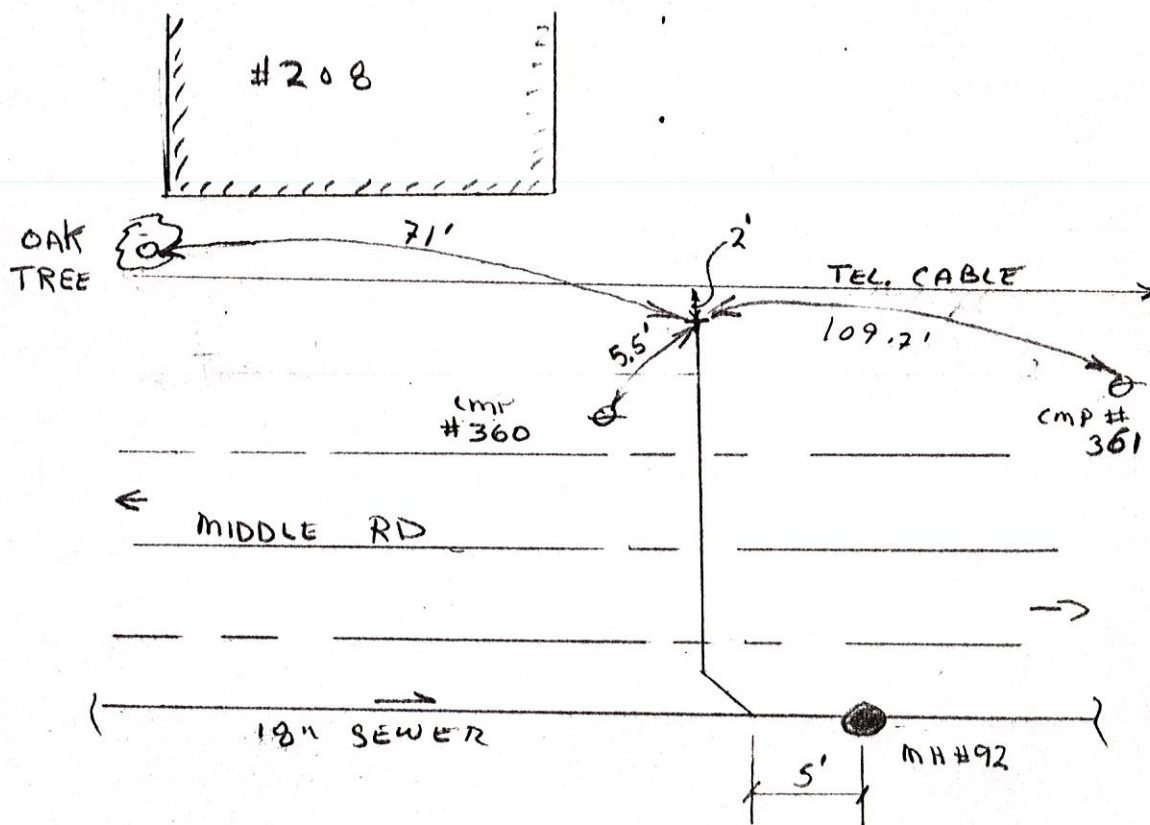 #208
OAK
TREE
71'
2'
TEL. CABLE
109.2'
5.5'
CMP
#360
CMP #
361
MIDDLE RD
18" SEWER
MH #92
5'